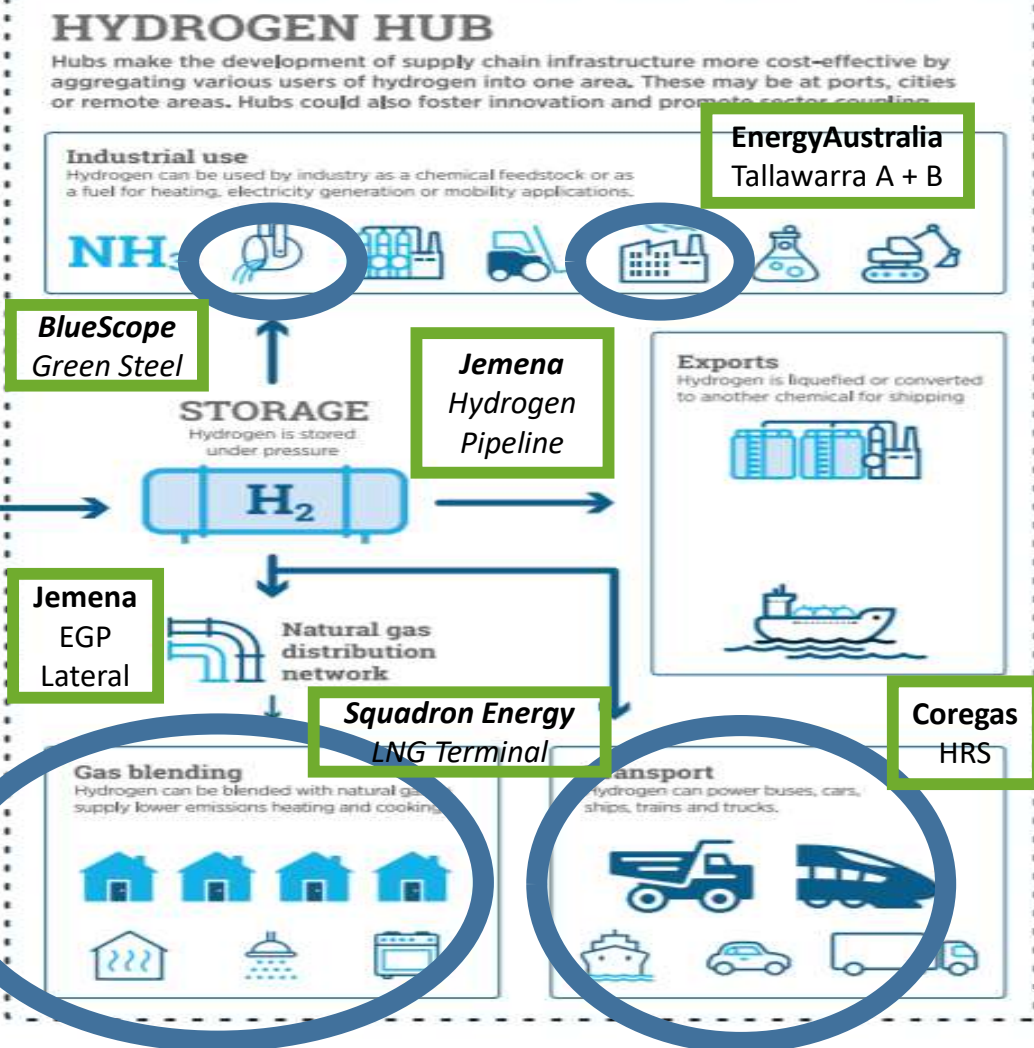 HYDROGEN HUB
Hubs make the development of supply chain infrastructure more cost-effective by
aggregating various users of hydrogen into one area. These may be at ports, cities
or remote areas. Hubs could also foster innovation and promote sector coupling
EnergyAustralia
Tallawarra A + B
Industrial use
Hydrogen can be used by industry as a chemical feedstock or as
a fuel for heating, electricity generation or mobility applications.
NH3
BlueScope
Green Steel
Jemena
Hydrogen
Pipeline
Exports
Hydrogen is liquefied or converted
to another chemical for shipping
STORAGE
Hydrogen is stored
under pressure
H2
Jemena
EGP
Lateral
Natural gas
distribution
network
Squadron Energy
LNG Terminal
Coregas
HRS
Gas blending
Hydrogen can be blended with natural
supply lower emissions heating and cooking
Hydrogen can power buses, cars,
ships, trains and trucks.